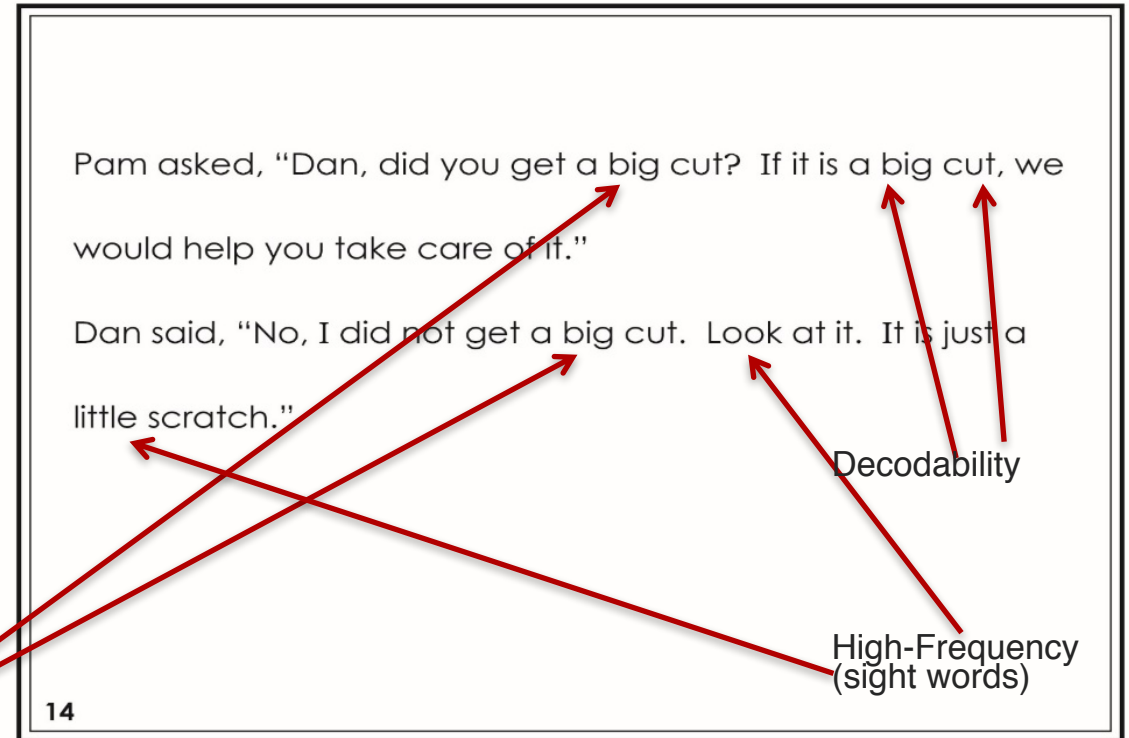 Pam asked, “Dan, did you get a big cut?  If it is a big cut, we
would help you take care of it.”
Dan said, “No, I did not get a big cut.  Look at it.  It is just a
little scratch.”
Decodability
High-Frequency
(sight words)
14